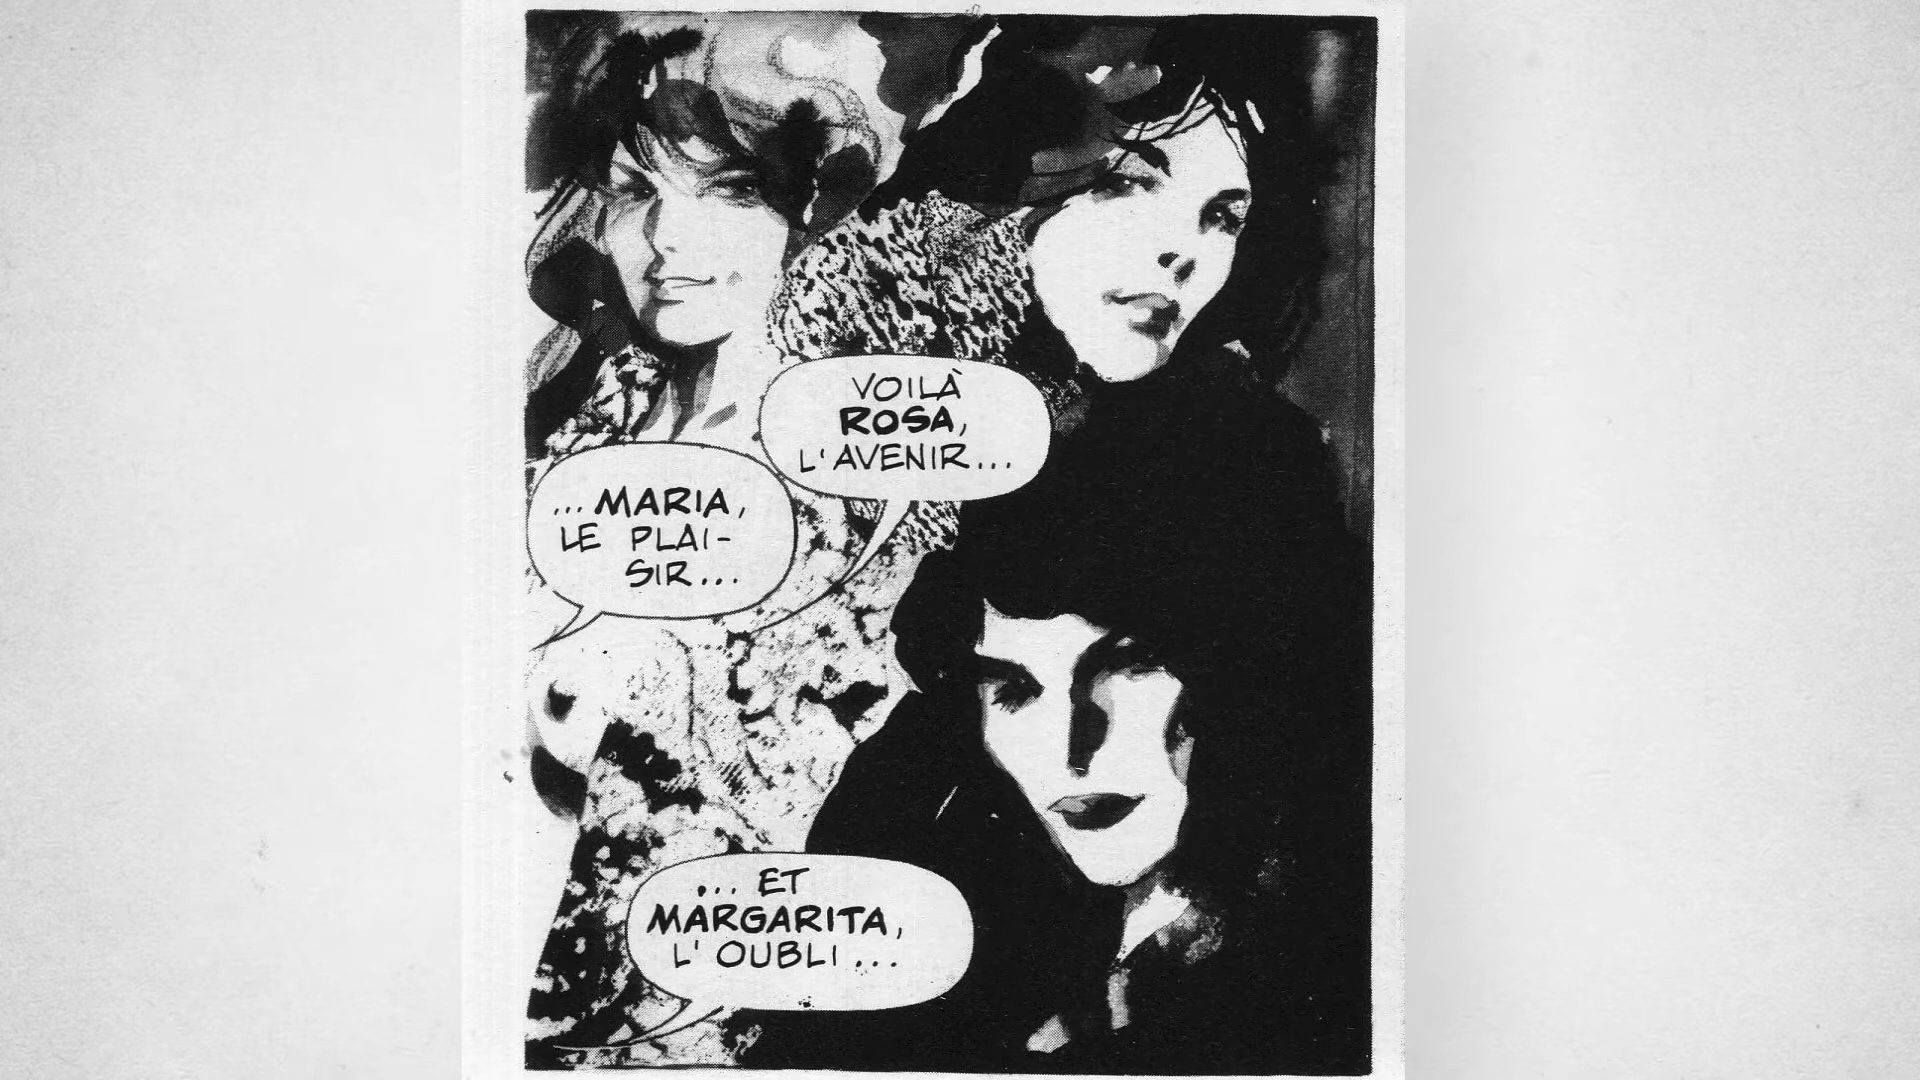 VOILÀ
ROSA,
L'AVENIR...
...MARIA,
LE PLAI-
SIR...
...ET
MARGARITA,
L'OUBLI...